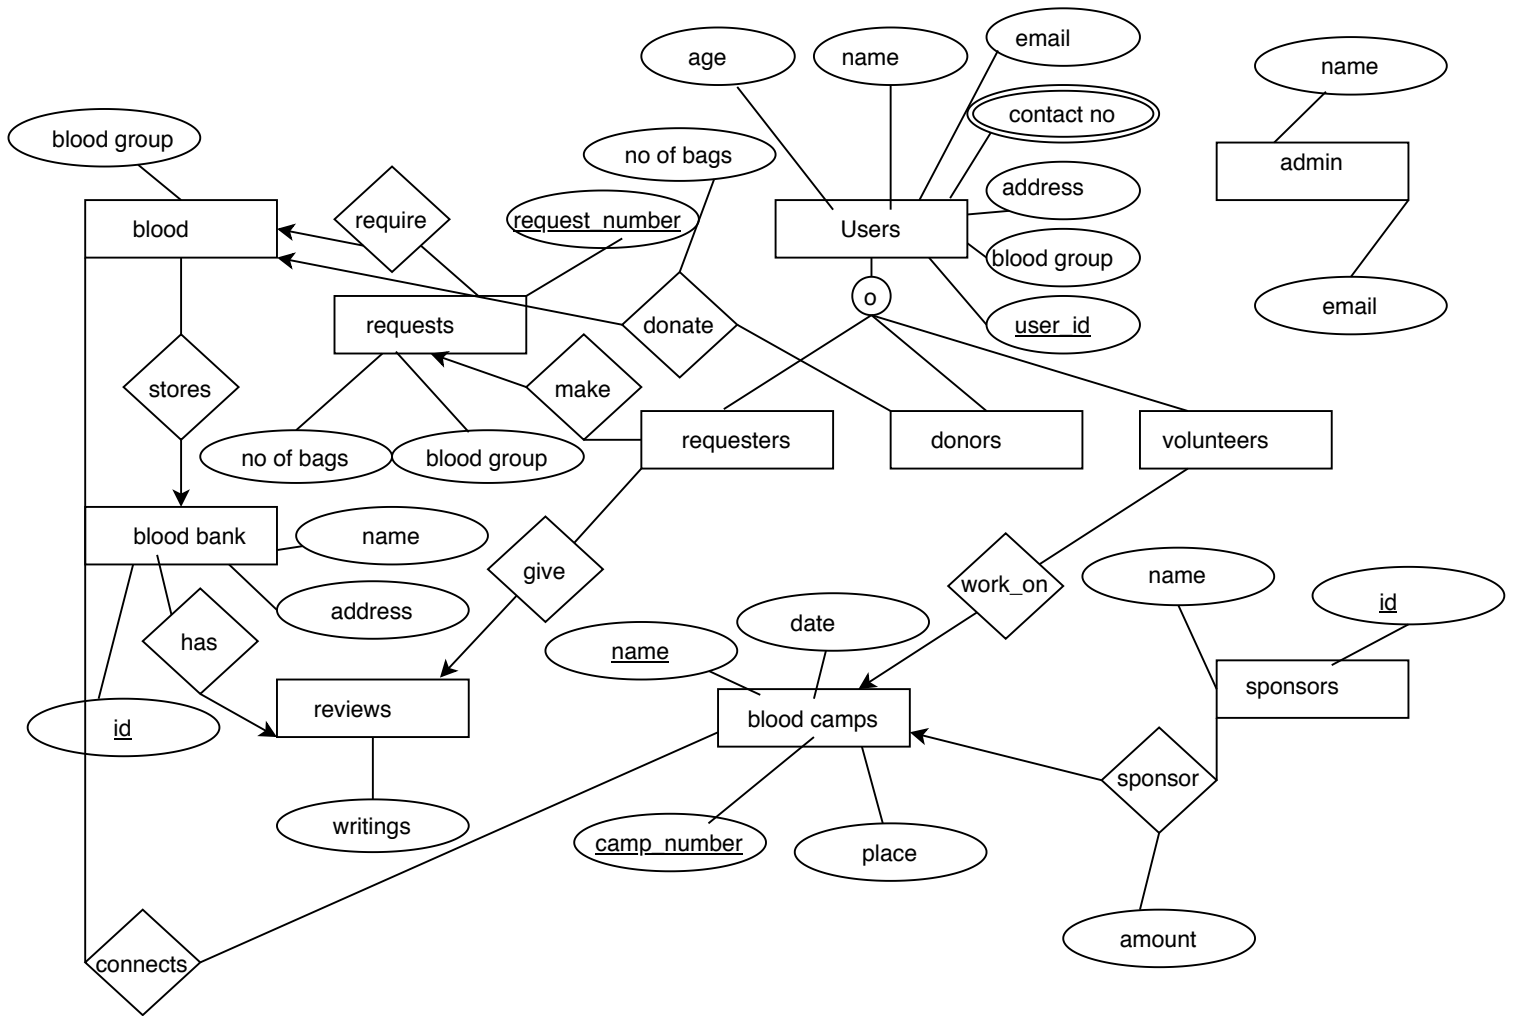 email
age
name
name
contact no
blood group
no of bags
admin
address
request_number
require
blood
Users
blood group
o
email
requests
donate
user_id
stores
make
requesters
donors
volunteers
no of bags
blood group
blood bank
name
give
work_on
name
id
address
date
has
name
sponsors
reviews
blood camps
id
sponsor
writings
camp_number
place
amount
connects